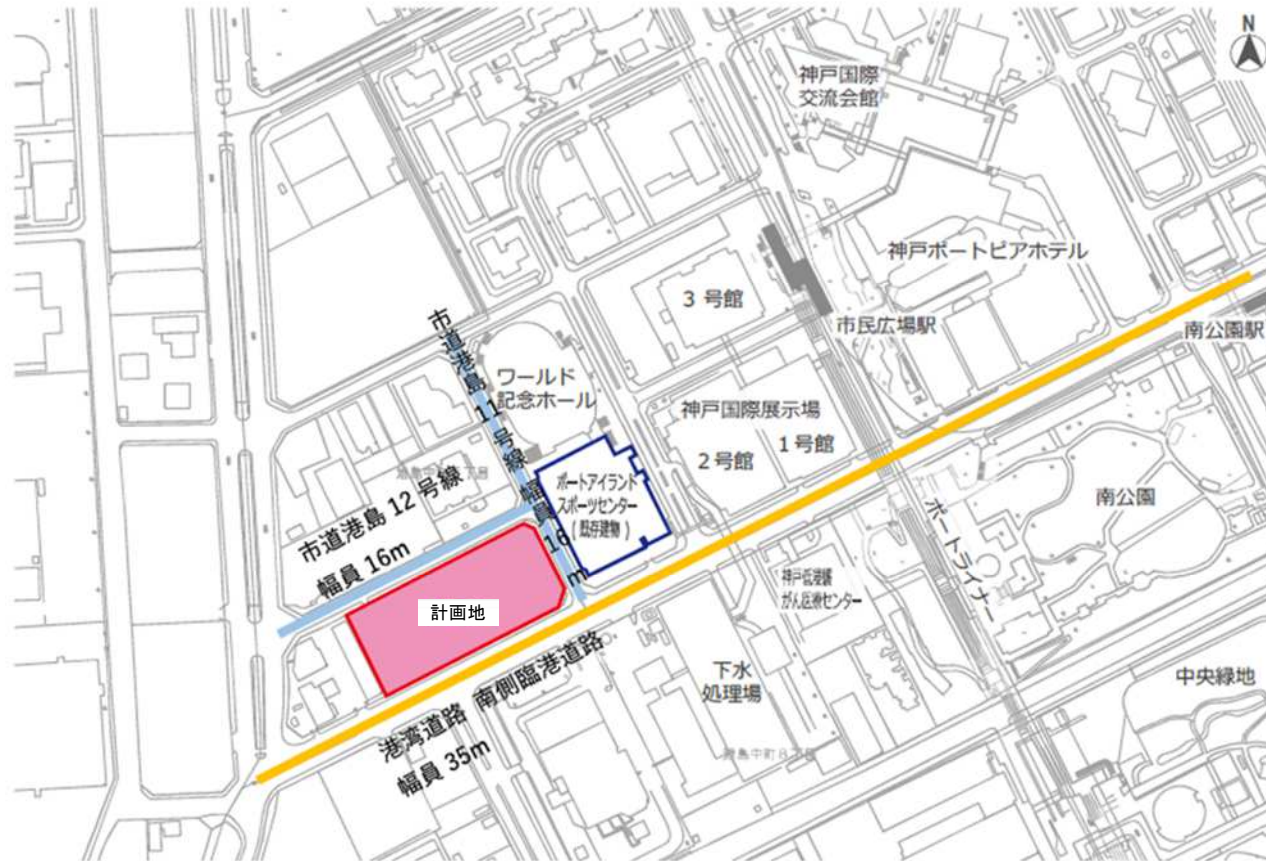 N
神戸国際
交流会館
神戸ポートピアホテル
3 号館
市民広場駅
南公園駅
市道港島 11 号線 幅員 16m
ワールド
記念ホール
神戸国際展示場
2 号館
1 号館
ポートアイランド
スポーツセンター
( 既存建物 )
市道港島 12 号線
幅員 16m
南公園
ポートライナー
神戸低侵襲
がん医療センター
計画地
下水
処理場
中央緑地
港湾道路 南側臨港道路
幅員 35m